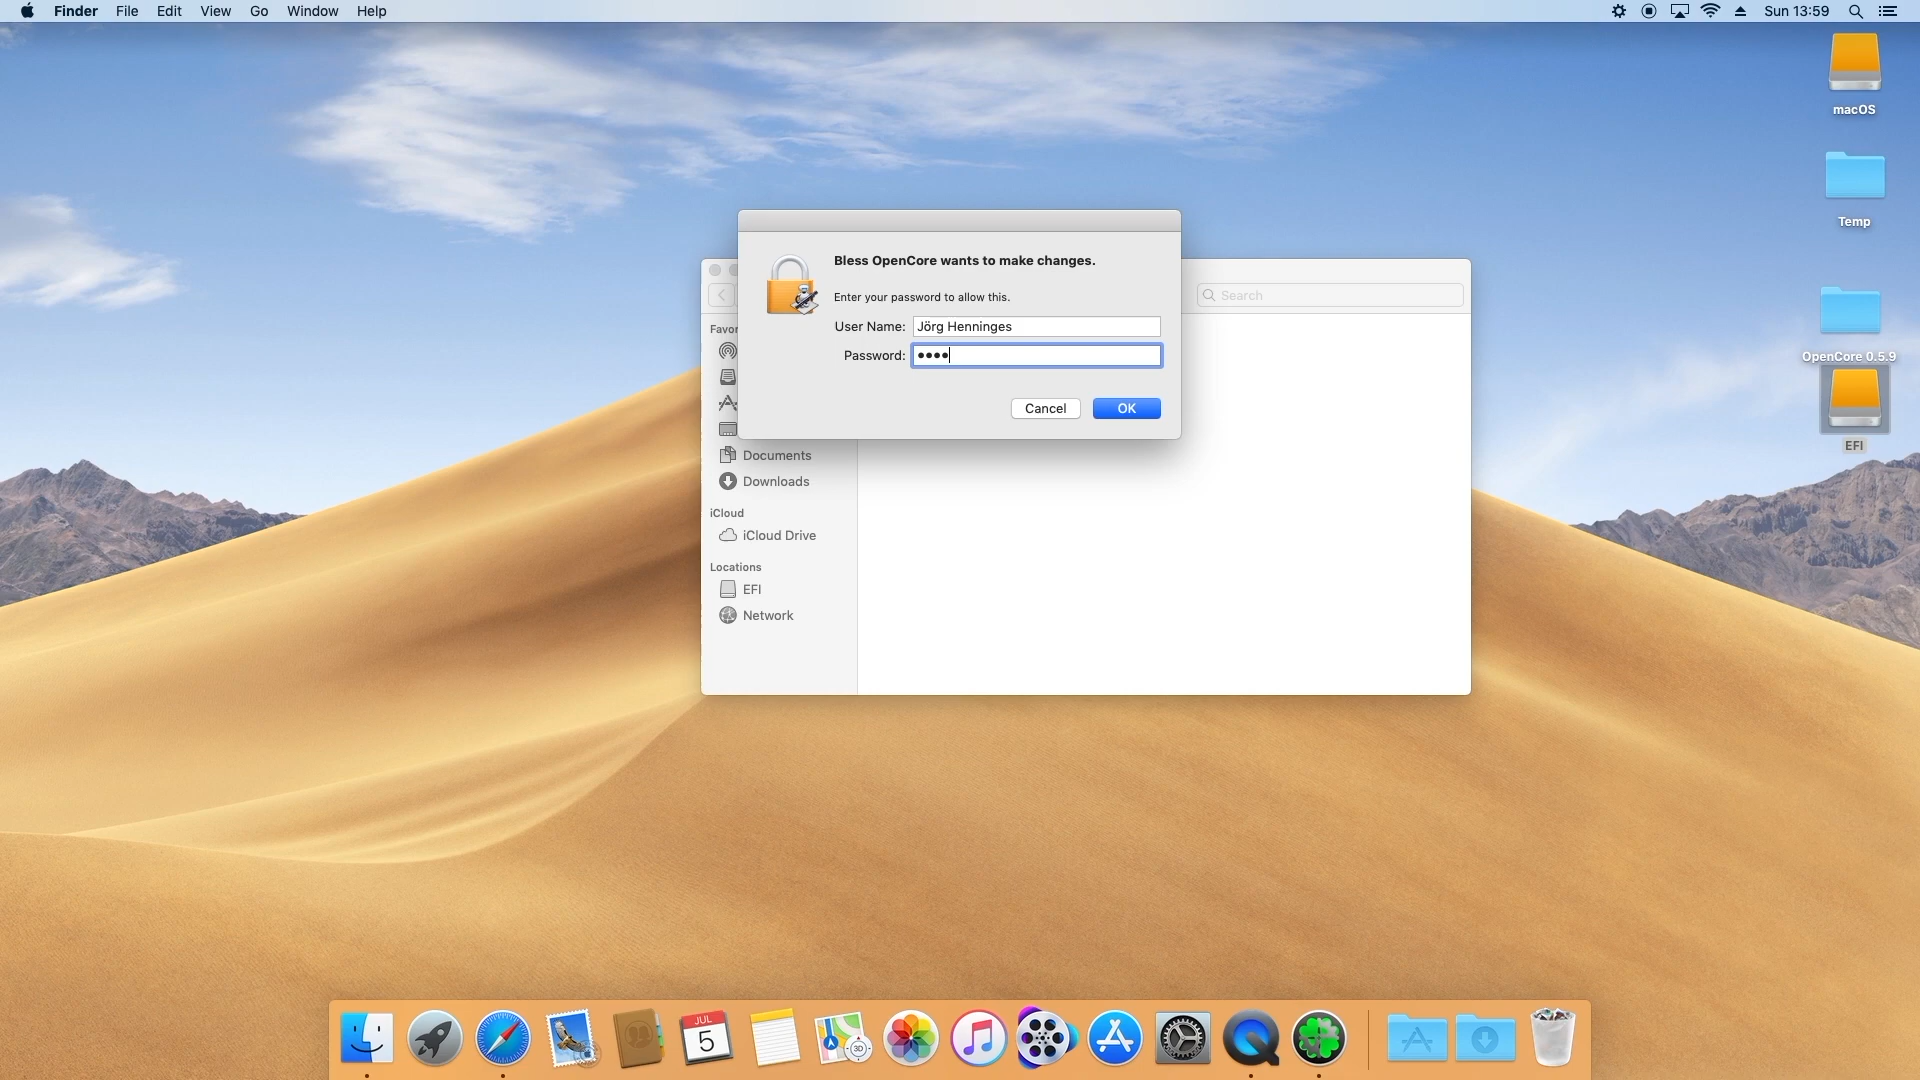 Finder File Edit View Go Window Help
Sun 13:59
macOS
Temp
OpenCore 0.5.9
EFI
Bless OpenCore wants to make changes.
Enter your password to allow this.
User Name: Jörg Henninges
Password: ••••
Cancel OK
Search
Favor
Documents
Downloads
iCloud
iCloud Drive
Locations
EFI
Network
JUL
5
3D